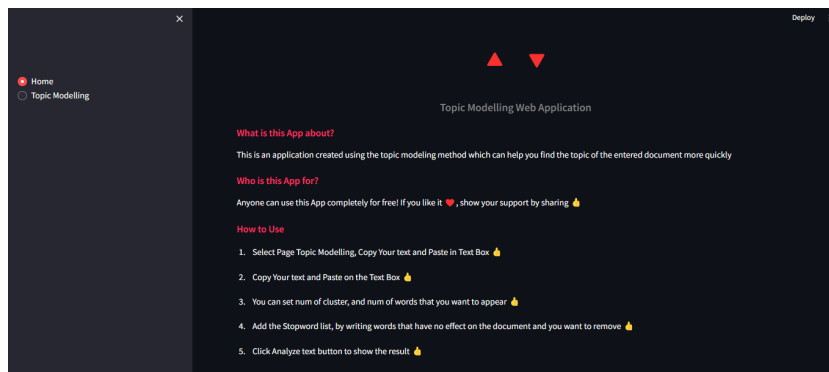 Deploy
Home
Topic Modelling
Topic Modelling Web Application
What is this App about?
This is an application created using the topic modeling method which can help you find the topic of the entered document more quickly
Who is this App for?
Anyone can use this App completely for free! If you like it ❤️ , show your support by sharing 👍
How to Use
1. Select Page Topic Modelling, Copy Your text and Paste in Text Box 👍
2. Copy Your text and Paste on the Text Box 👍
3. You can set num of cluster, and num of words that you want to appear 👍
4. Add the Stopword list, by writing words that have no effect on the document and you want to remove 👍
5. Click Analyze text button to show the result 👍